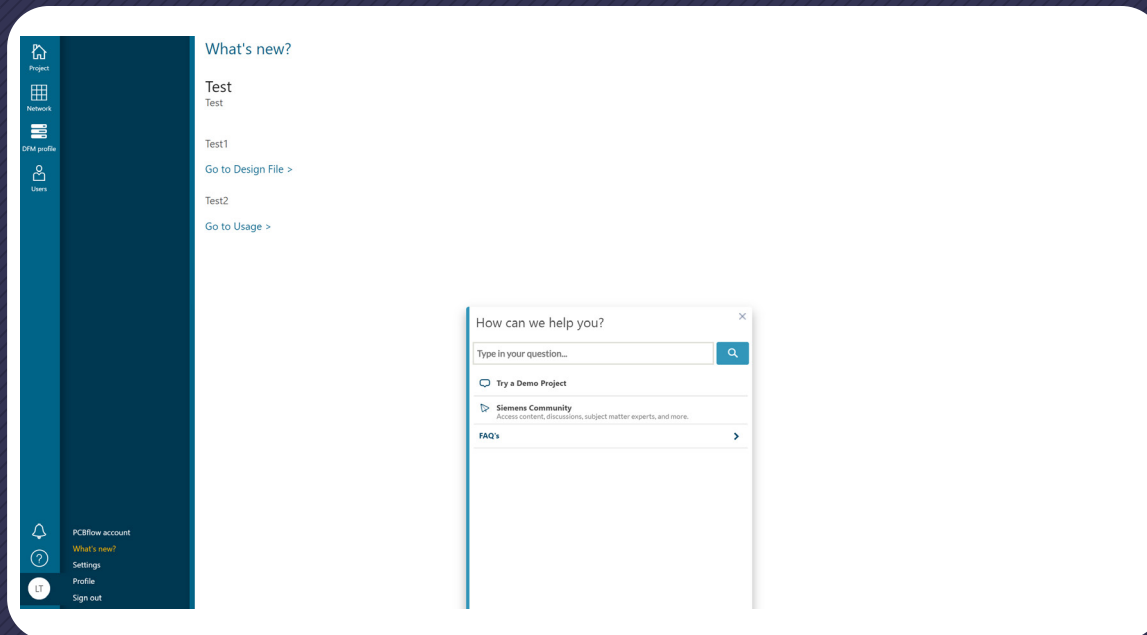 Project
Network
DFM profile
Users
?
LT
PCBflow account
What's new?
Settings
Profile
Sign out
What's new?
Test
Test
Test1
Go to Design File >
Test2
Go to Usage >
How can we help you?
Type in your question...
Try a Demo Project
Siemens Community
Access content, discussions, subject matter experts, and more.
FAQ's